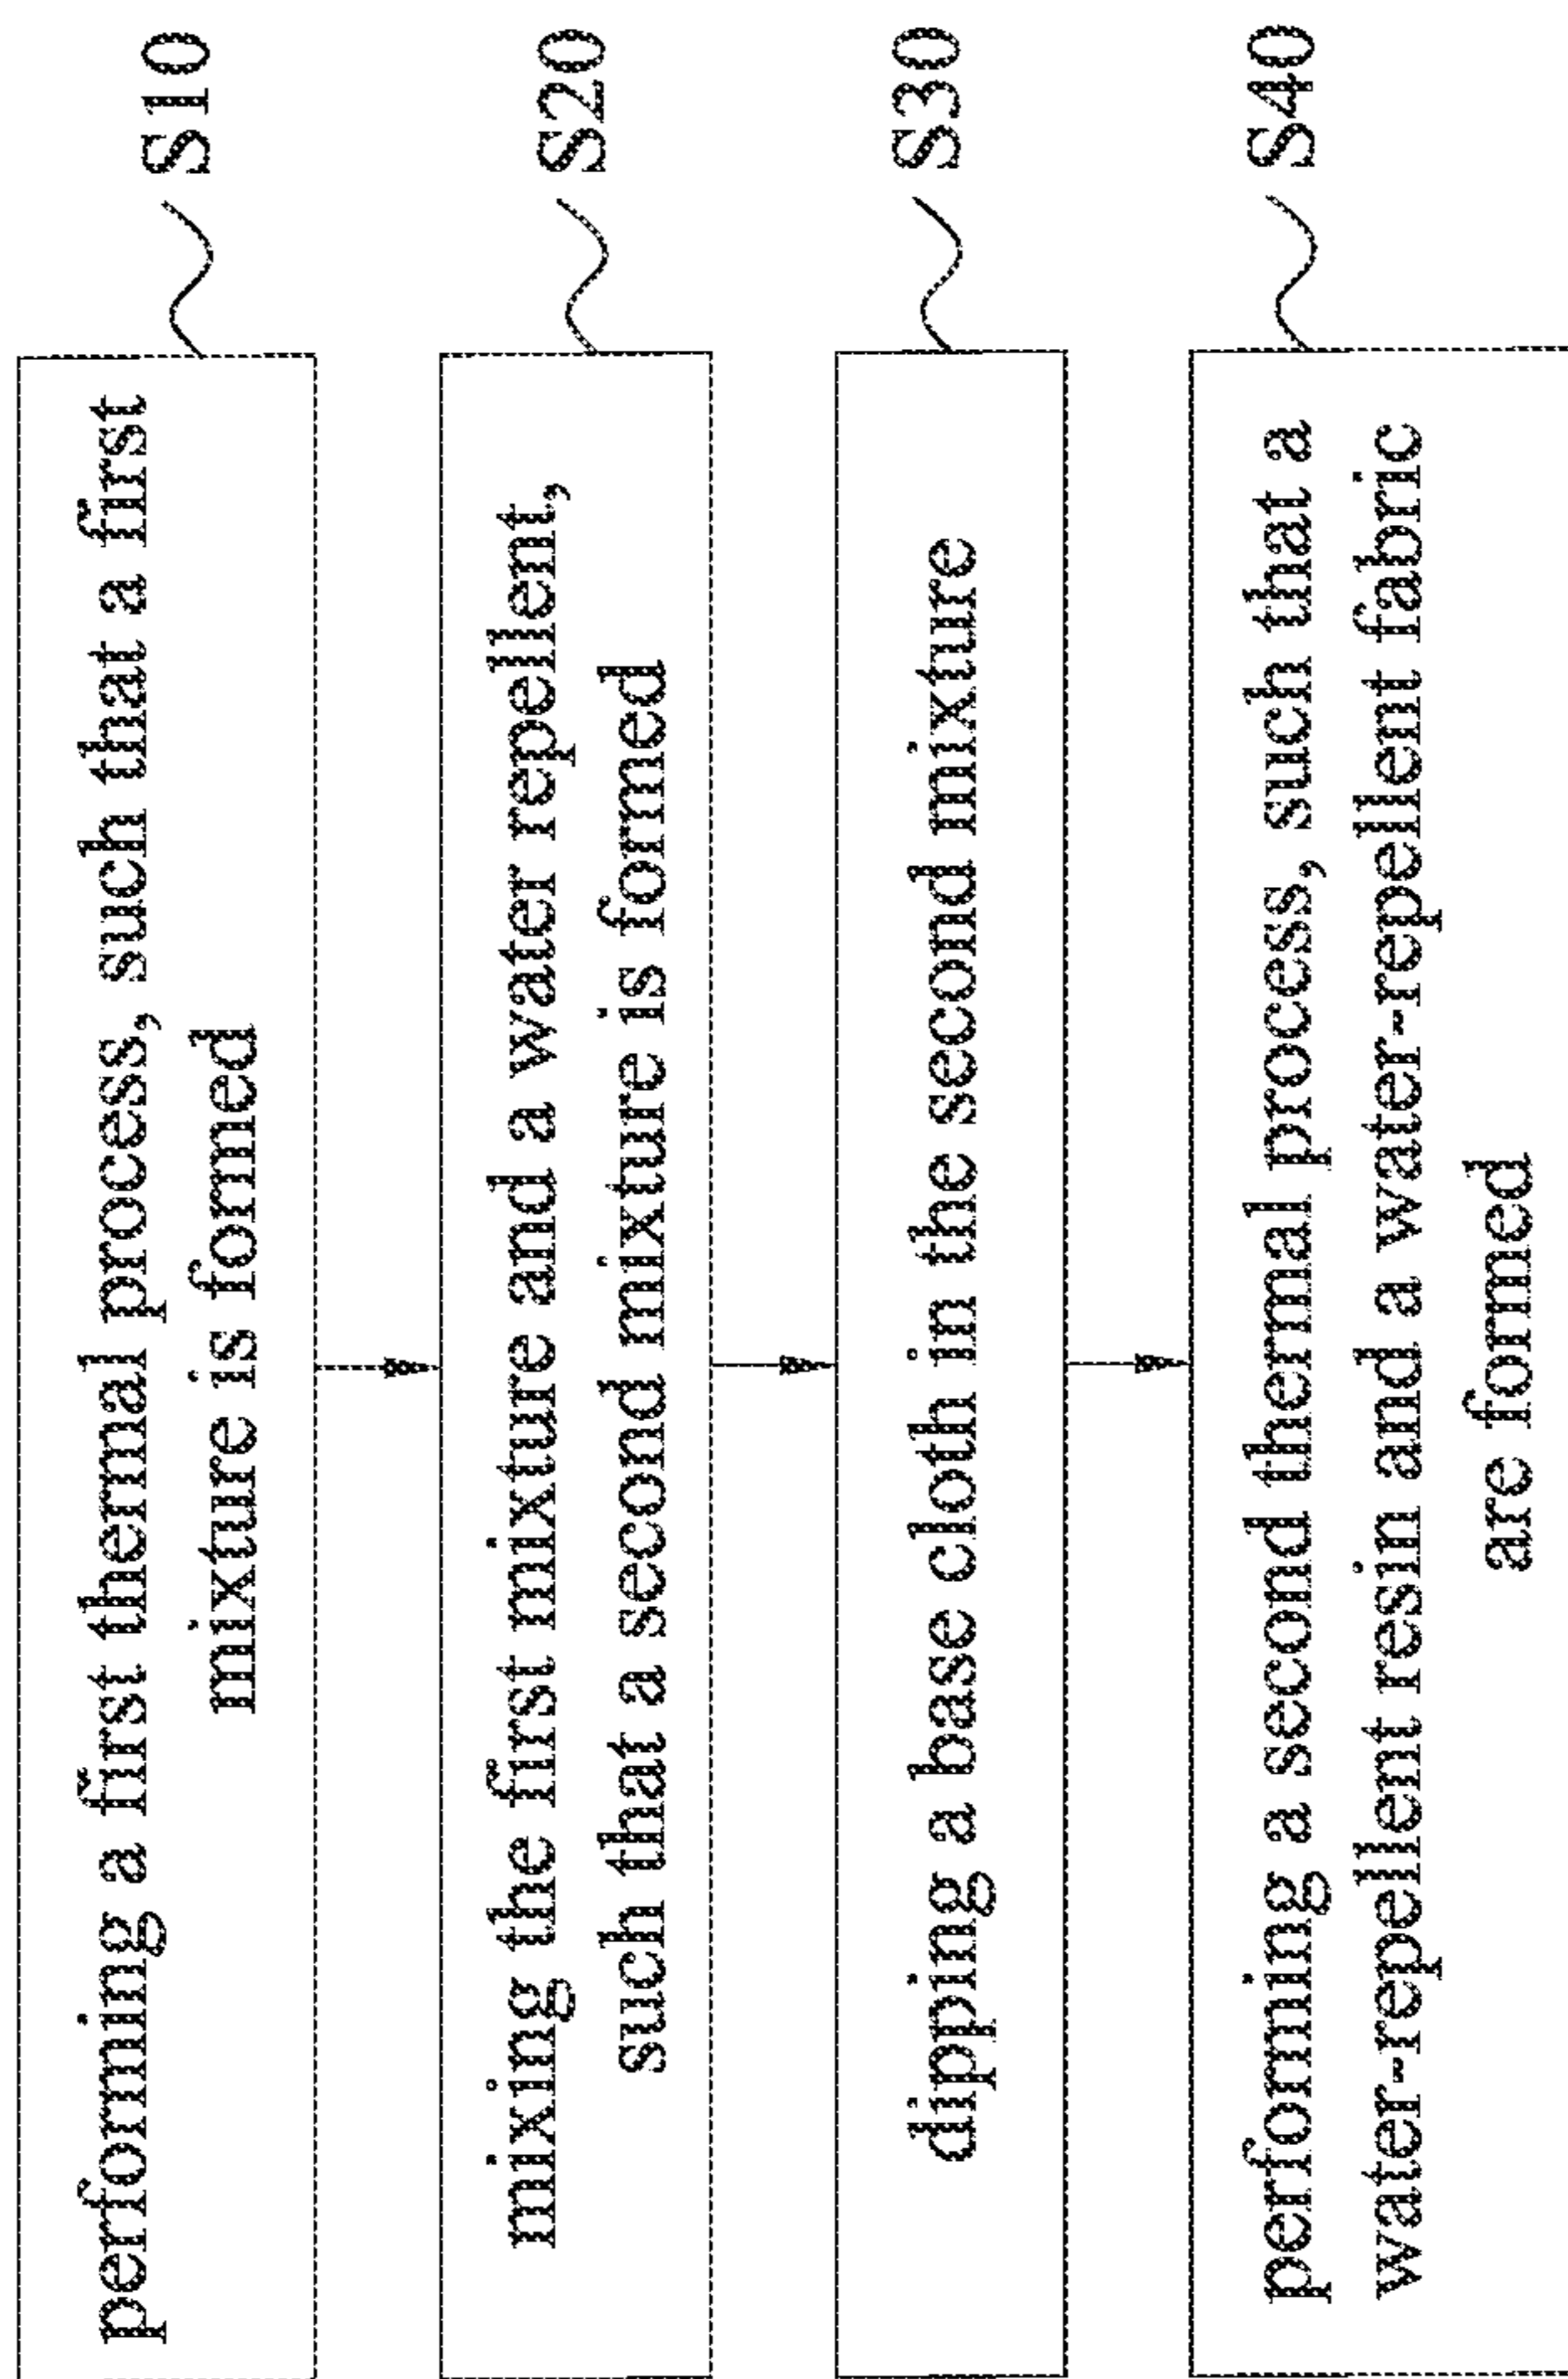 performing a first thermal process, such that a first
mixture is formed
S10
mixing the first mixture and a water repellent,
such that a second mixture is formed
S20
dipping a base cloth in the second mixture
S30
performing a second thermal process, such that a
water-repellent resin and a water-repellent fabric
are formed
S40